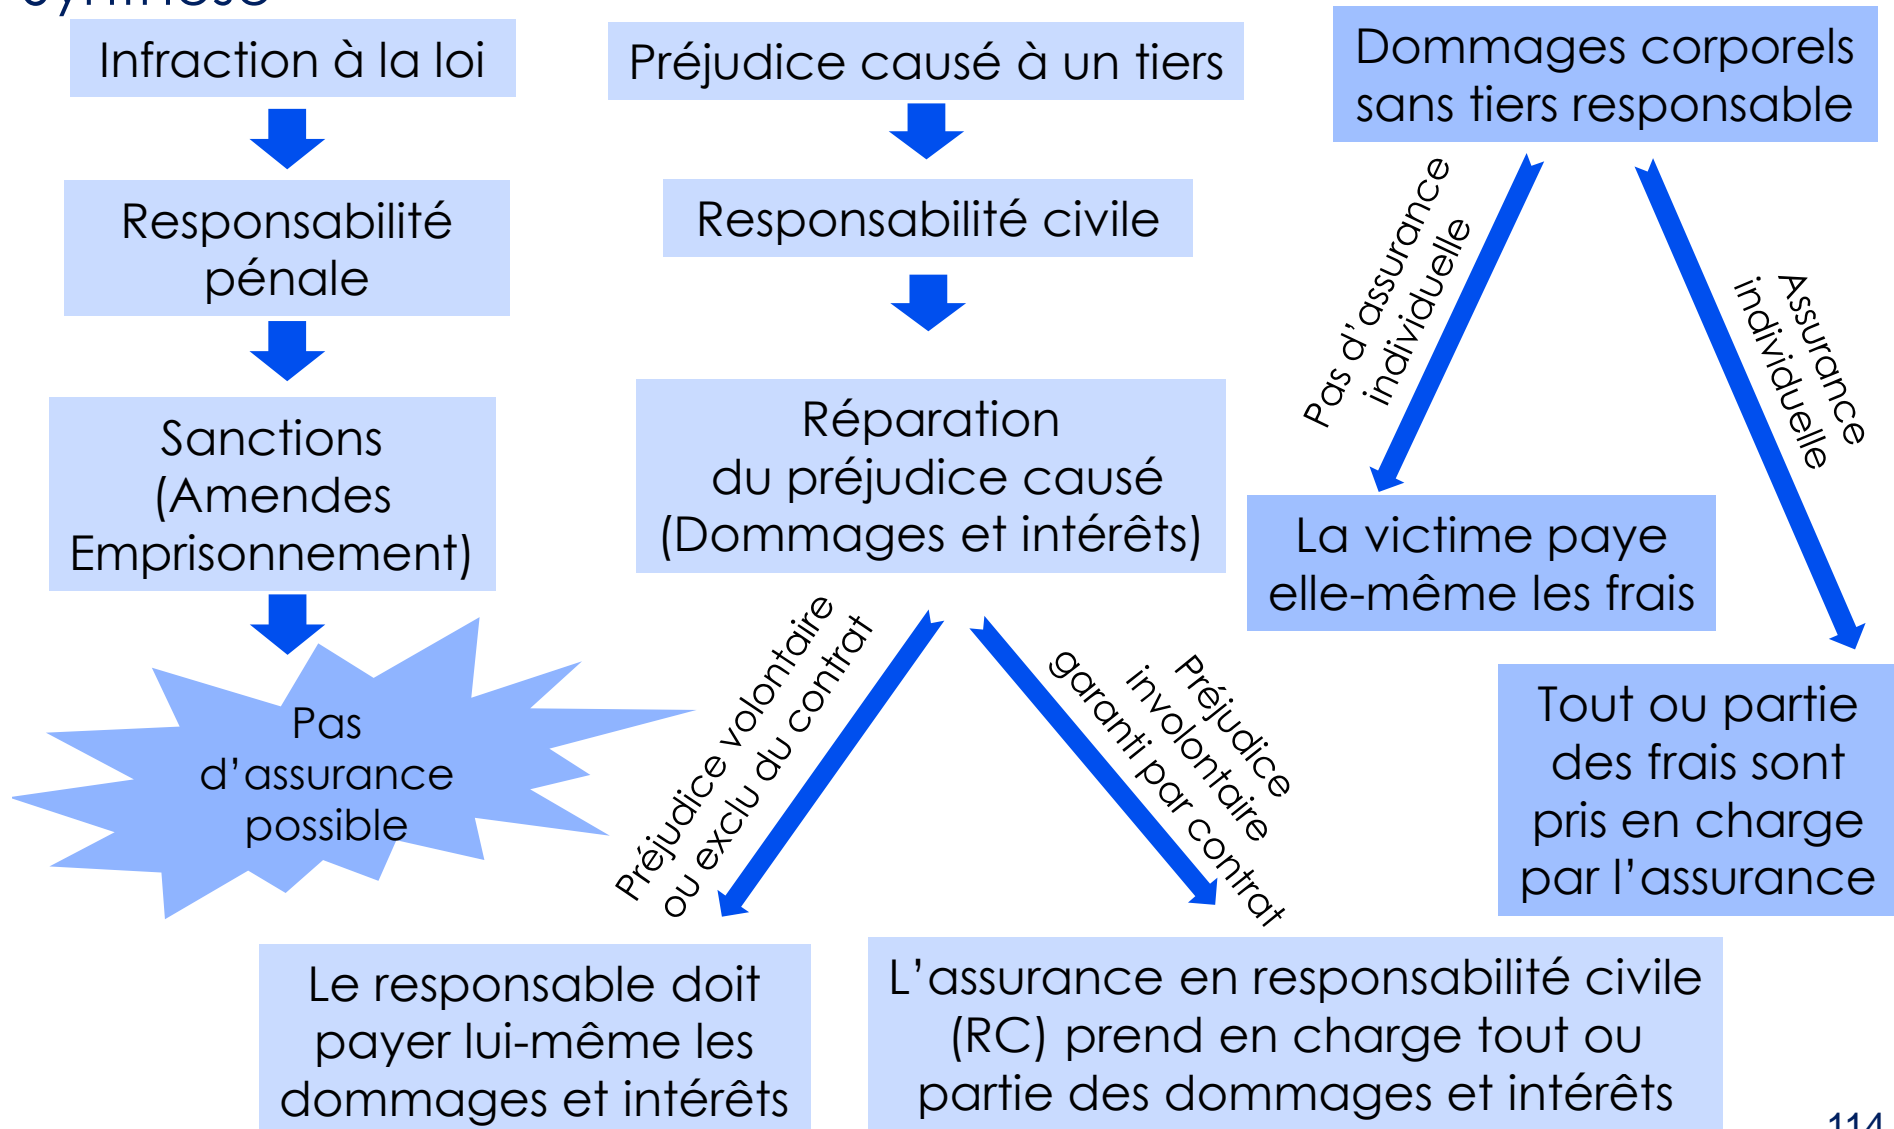 Synthèse
Infraction à la loi
Responsabilité
pénale
Sanctions
(Amendes
Emprisonnement)
Pas
d’assurance
possible
Préjudice causé à un tiers
Responsabilité civile
Réparation
du préjudice causé
(Dommages et intérêts)
Préjudice volontaire
ou exclu du contrat
Le responsable doit
payer lui-même les
dommages et intérêts
Préjudice
involontaire
garanti par contrat
L’assurance en responsabilité civile
(RC) prend en charge tout ou
partie des dommages et intérêts
Dommages corporels
sans tiers responsable
Pas d’assurance
individuelle
La victime paye
elle-même les frais
Assurance
individuelle
Tout ou partie
des frais sont
pris en charge
par l’assurance
114